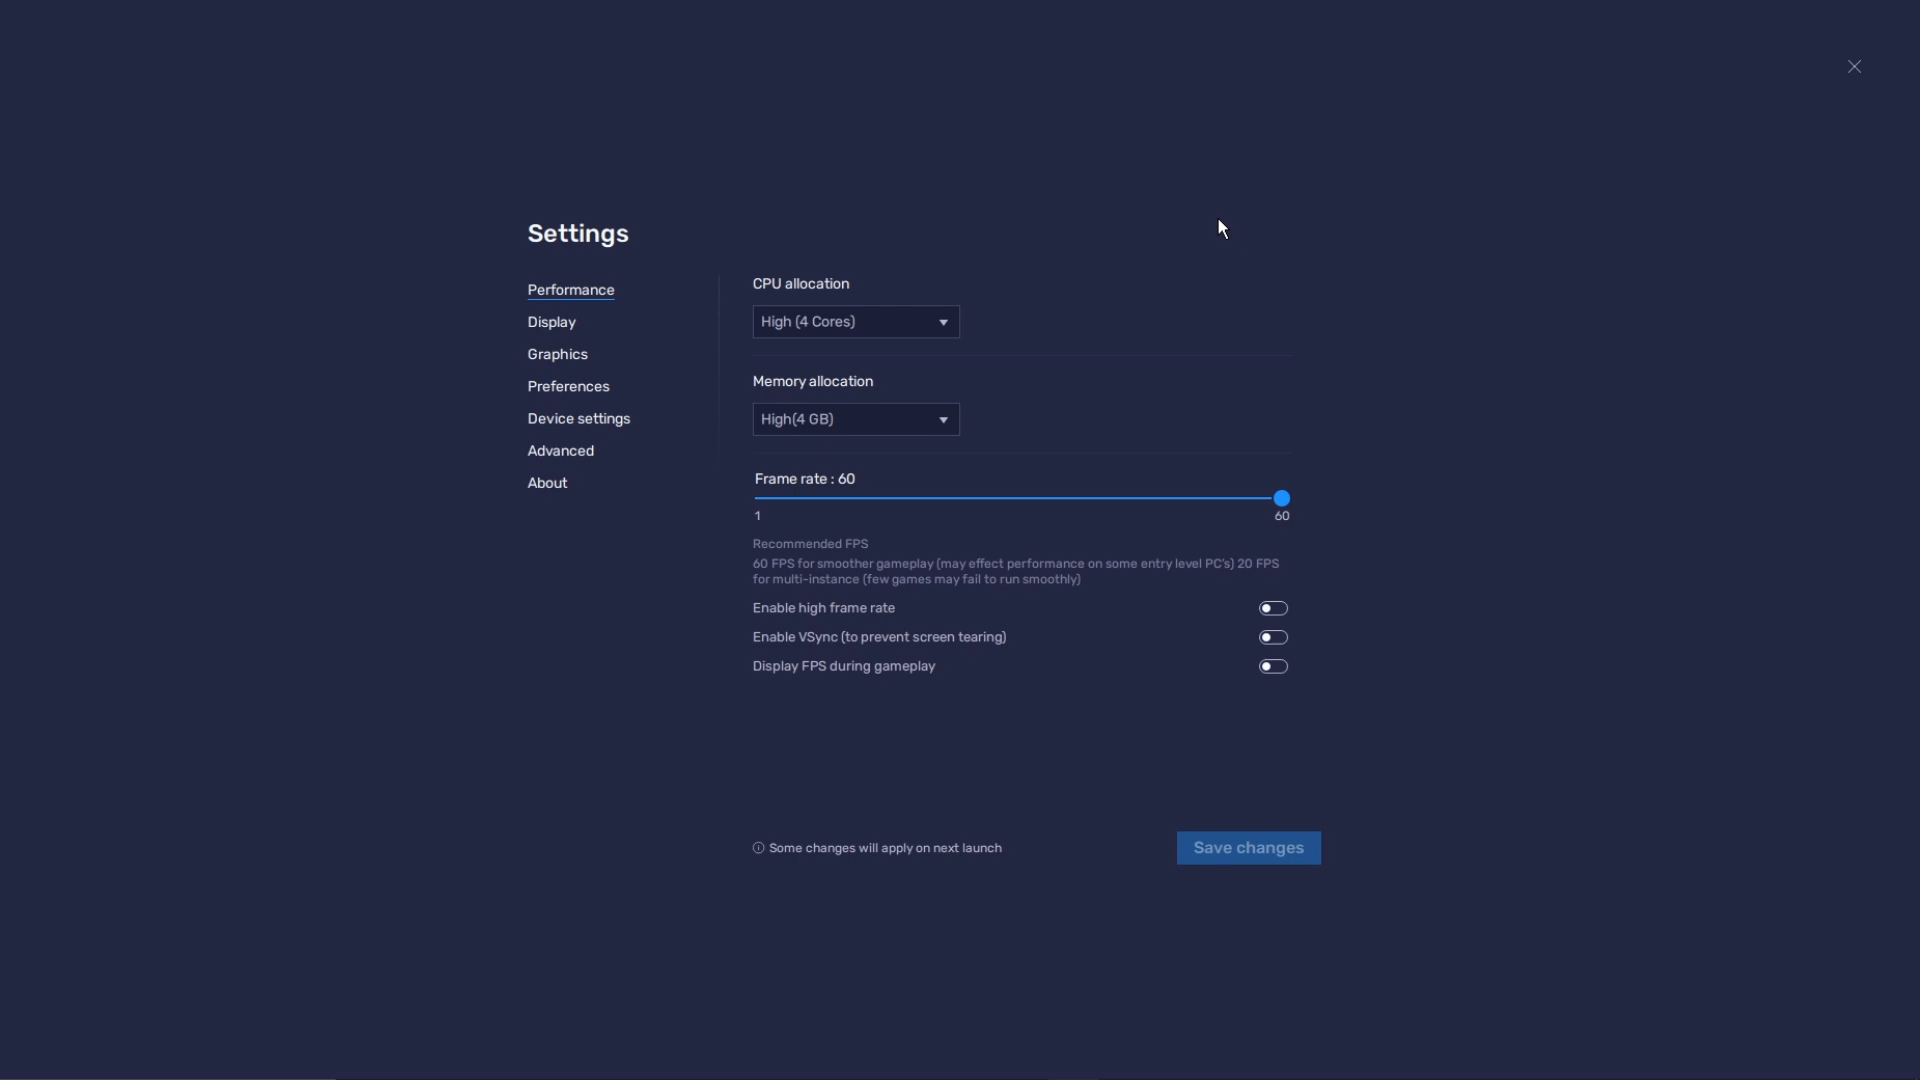 Settings
Performance
Display
Graphics
Preferences
Device settings
Advanced
About
CPU allocation
High (4 Cores)
Memory allocation
High(4 GB)
Frame rate : 60
1
60
Recommended FPS
60 FPS for smoother gameplay (may effect performance on some entry level PC's) 20 FPS
for multi-instance (few games may fail to run smoothly)
Enable high frame rate
Enable VSync (to prevent screen tearing)
Display FPS during gameplay
Some changes will apply on next launch
Save changes